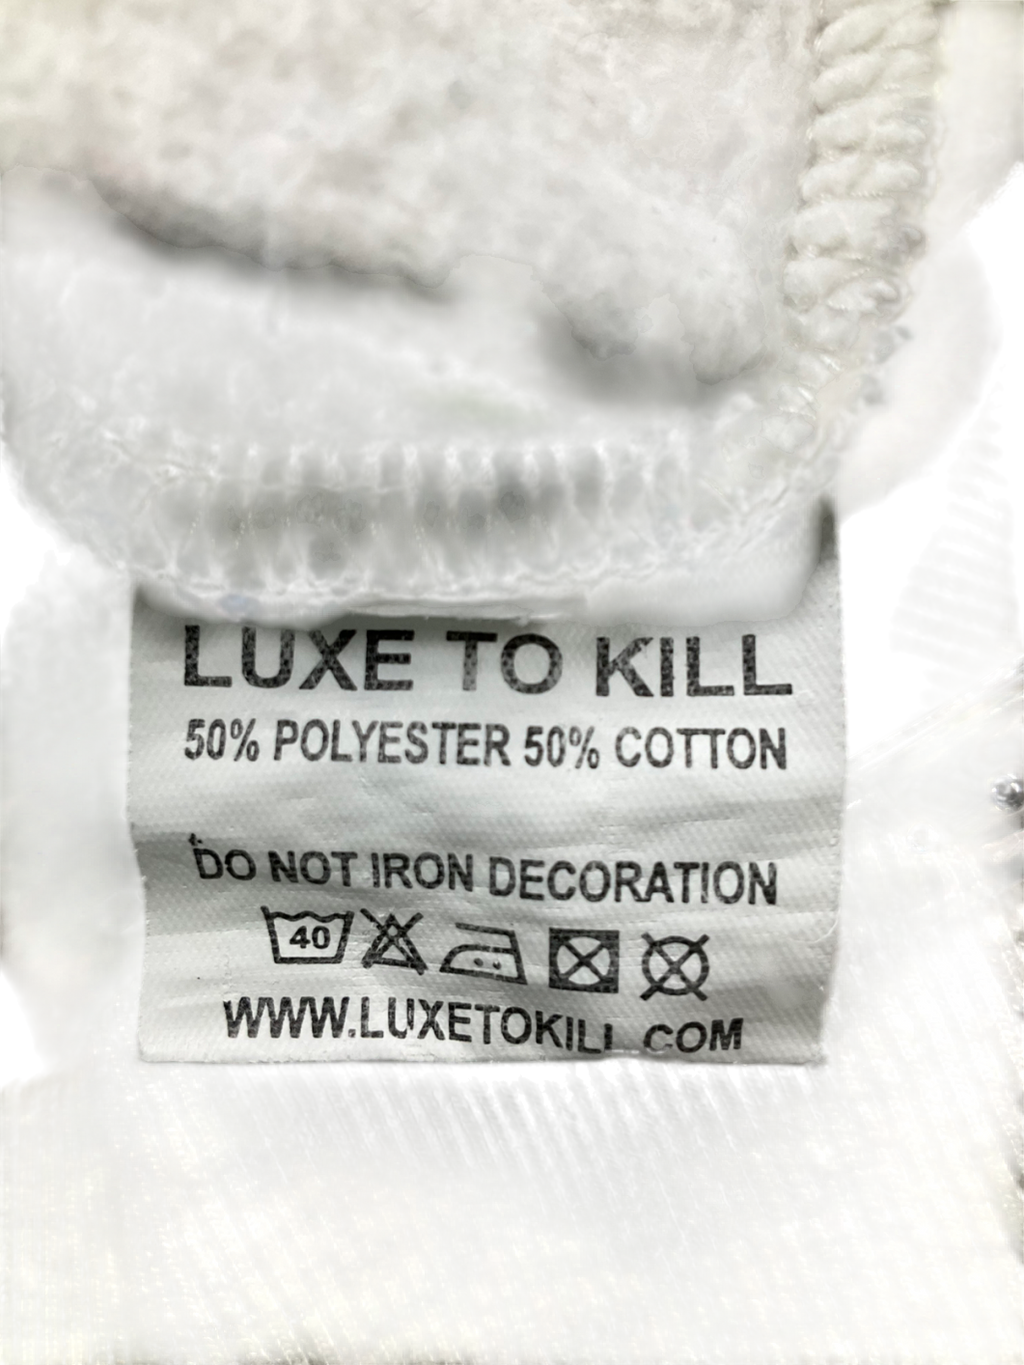 LUXE TO KILL
50% POLYESTER 50% COTTON
DO NOT IRON DECORATION
40
WWW.LUXETOKILL.COM